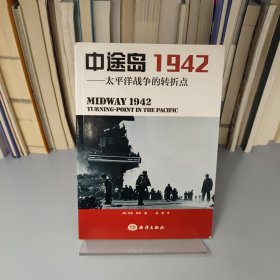 中途岛 1942
——太平洋战争的转折点
MIDWAY 1942
TURNING-POINT IN THE PACIFIC
海洋出版社